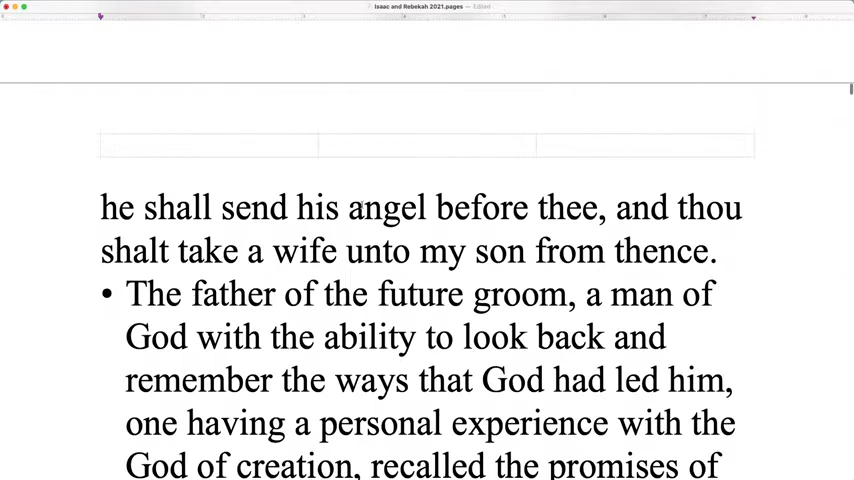 Isaac and Rebekah 2021.pages — Edited
he shall send his angel before thee, and thou
shalt take a wife unto my son from thence.
• The father of the future groom, a man of
God with the ability to look back and
remember the ways that God had led him,
one having a personal experience with the
God of creation, recalled the promises of